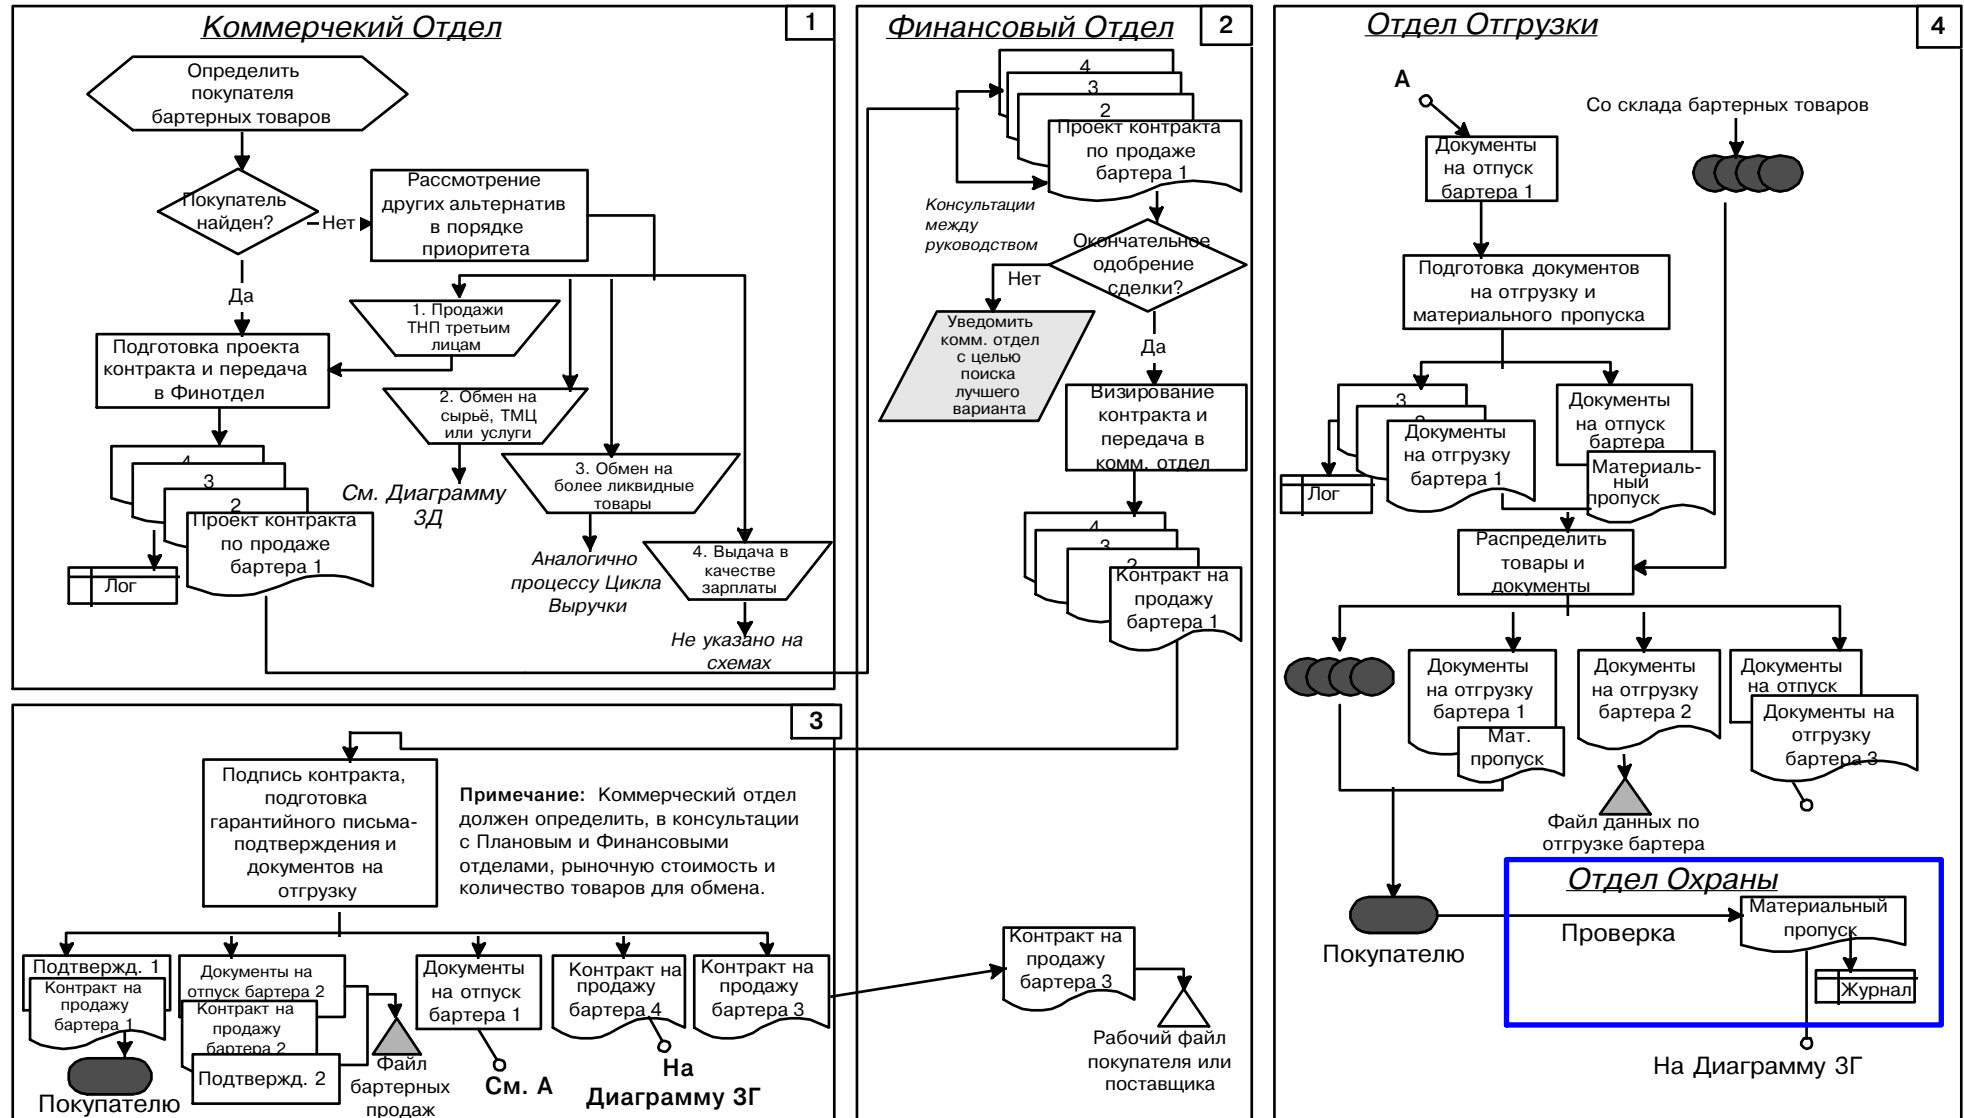 Коммерчекий Отдел
1
Определить
покупателя
бартерных товаров
Покупатель
найден?
Нет
Рассмотрение
других альтернатив
в порядке
приоритета
Да
1. Продажи
ТНП третьим
лицам
Подготовка проекта
контракта и передача
в Финотдел
2. Обмен на
сырьё, ТМЦ
или услуги
См. Диаграмму
3Д
3. Обмен на
более ликвидные
товары
Аналогично
процессу Цикла
Выручки
4. Выдача в
качестве
зарплаты
Не указано на
схемах
4
3
2
Проект контракта
по продаже
бартера 1
Лог
Финансовый Отдел
2
4
3
2
Проект контракта
по продаже
бартера 1
Консультации
между
руководством
Окончательное
одобрение
сделки?
Нет
Уведомить
комм. отдел
с целью
поиска
лучшего
варианта
Да
Визирование
контракта и
передача в
комм. отдел
4
3
2
Контракт на
продажу
бартера 1
Контракт на
продажу
бартера 3
Рабочий файл
покупателя или
поставщика
3
Подпись контракта,
подготовка
гарантийного письма-
подтверждения и
документов на
отгрузку
Примечание: Коммерческий отдел
должен определить, в консультации
с Плановым и Финансовыми
отделами, рыночную стоимость и
количество товаров для обмена.
Подтвержд. 1
Контракт на
продажу
бартера 1
Покупателю
Документы на
отпуск бартера 2
Контракт на
продажу
бартера 2
Подтвержд. 2
Файл
бартерных
продаж
Документы
на отпуск
бартера 1
См. А
Контракт на
продажу
бартера 4
На
Диаграмму 3Г
Контракт на
продажу
бартера 3
Отдел Отгрузки
4
А
Со склада бартерных товаров
Документы
на отпуск
бартера 1
Подготовка документов
на отгрузку и
материального пропуска
3
2
Документы
на отгрузку
бартера 1
Лог
Документы
на отпуск
бартера
Материаль-
ный
пропуск
Распределить
товары и
документы
Документы
на отгрузку
бартера 1
Мат.
пропуск
Документы
на отгрузку
бартера 2
Файл данных по
отгрузке бартера
Документы
на отпуск
Документы на
отгрузку
бартера 3
Отдел Охраны
Покупателю
Проверка
Материальный
пропуск
Журнал
На Диаграмму 3Г